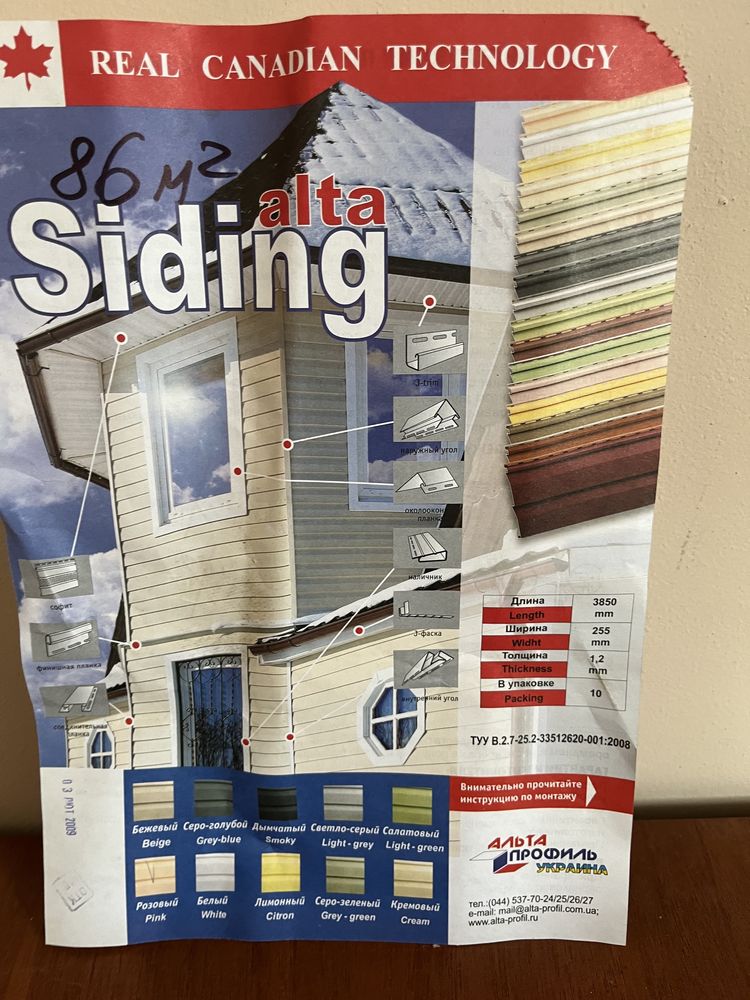 REAL CANADIAN TECHNOLOGY
86 м²
alta
Siding
J-trim
наружный угол
планка
наличник
J-фаска
внутренний угол
софит
финишная планка
планка
Длина 3850
Length mm
Ширина 255
Widht mm
Толщина 1,2
Thickness mm
В упаковке 10
Packing
ТУУ В.2.7-25.2-33512620-001:2008
Внимательно прочитайте
инструкцию по монтажу
Бежевый Серо-голубой Дымчатый Светло-серый Салатовый
Beige Grey-blue Smoky Light - grey Light - green
Розовый Белый Лимонный Серо-зеленый Кремовый
Pink White Citron Grey - green Cream
АЛЬТА
ПРОФИЛЬ
УКРАИНА
тел.:(044) 537-70-24/25/26/27
e-mail: mail@alta-profil.com.ua;
www.alta-profil.ru
2009